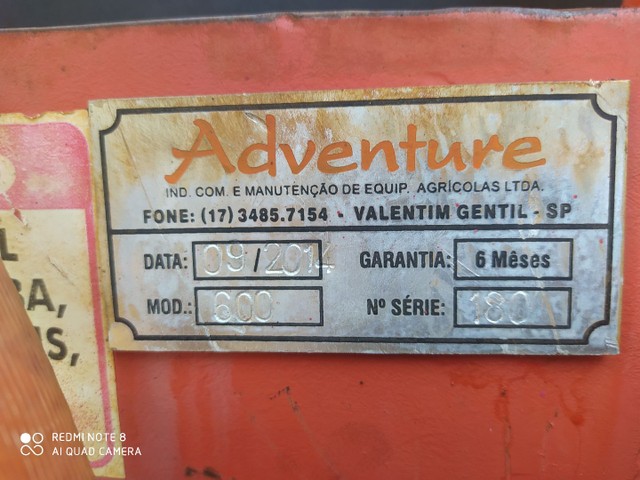 Adventure
IND. COM. E MANUTENÇÃO DE EQUIP. AGRÍCOLAS LTDA.
FONE: (17) 3485.7154 - VALENTIM GENTIL - SP
DATA: 09/2014 GARANTIA: 6 Mêses
MOD.: 600 Nº SÉRIE: 180
L
BA,
S,
REDMI NOTE 8
AI QUAD CAMERA